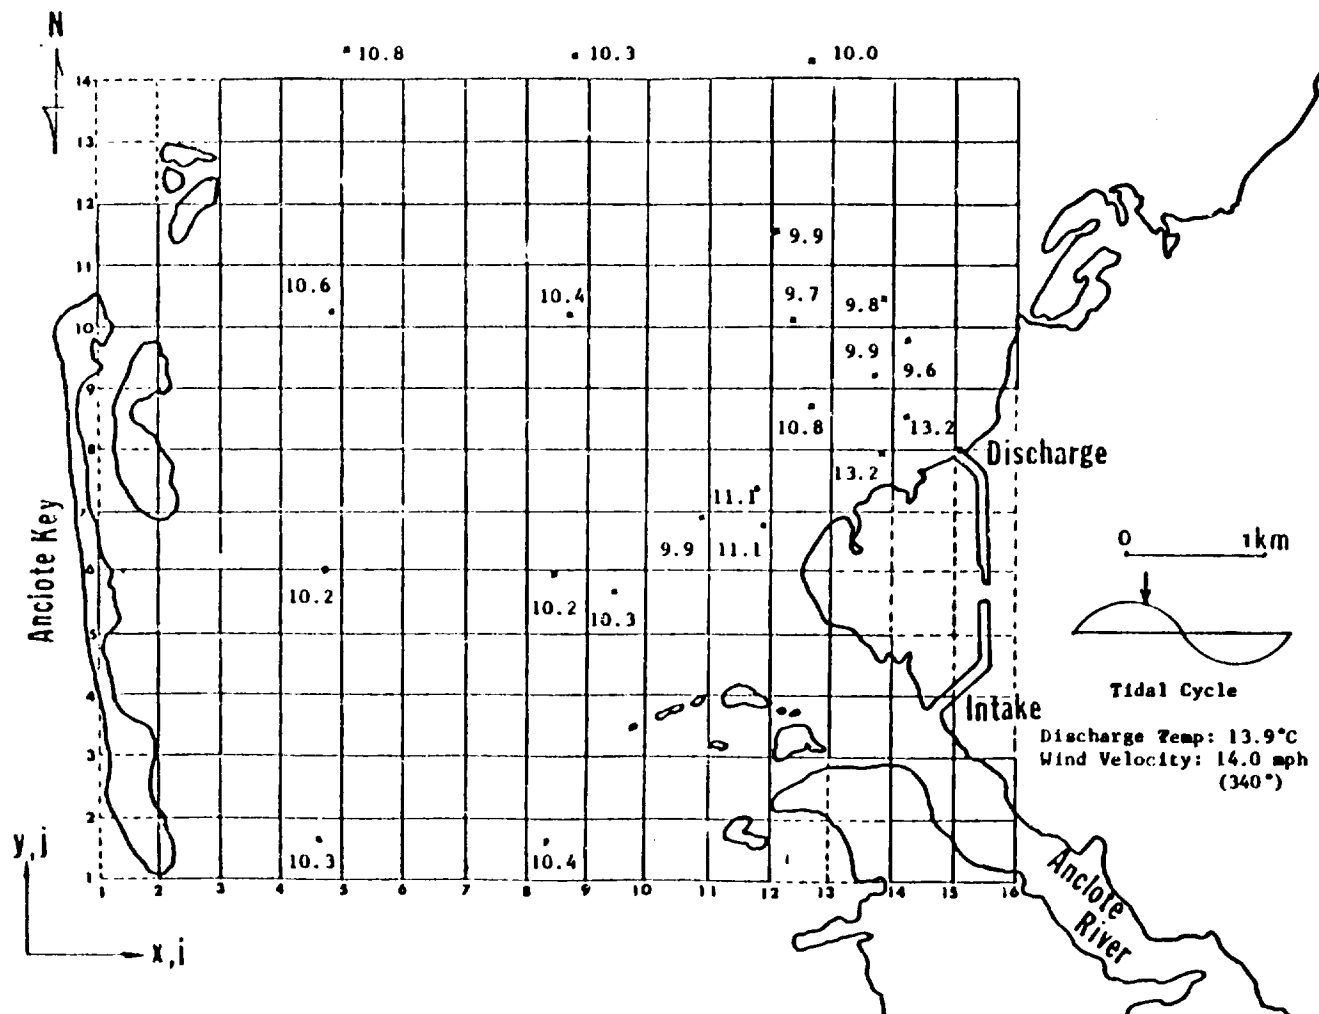 N
10.8
10.3
10.0
14
13
12
9.9
11
10.6
10.4
9.7
9.8
10
9.9
9.6
9
10.8
13.2
8
Discharge
13.2
11.1
7
9.9
11.1
0
1km
6
10.2
10.2
10.3
5
Anclote Key
4
Tidal Cycle
Intake
Discharge Temp: 13.9°C
3
Wind Velocity: 14.0 mph
(340°)
2
y,j
10.3
10.4
1
1 2 3 4 5 6 7 8 9 10 11 12 13 14 15 16
Anclote
River
x,i